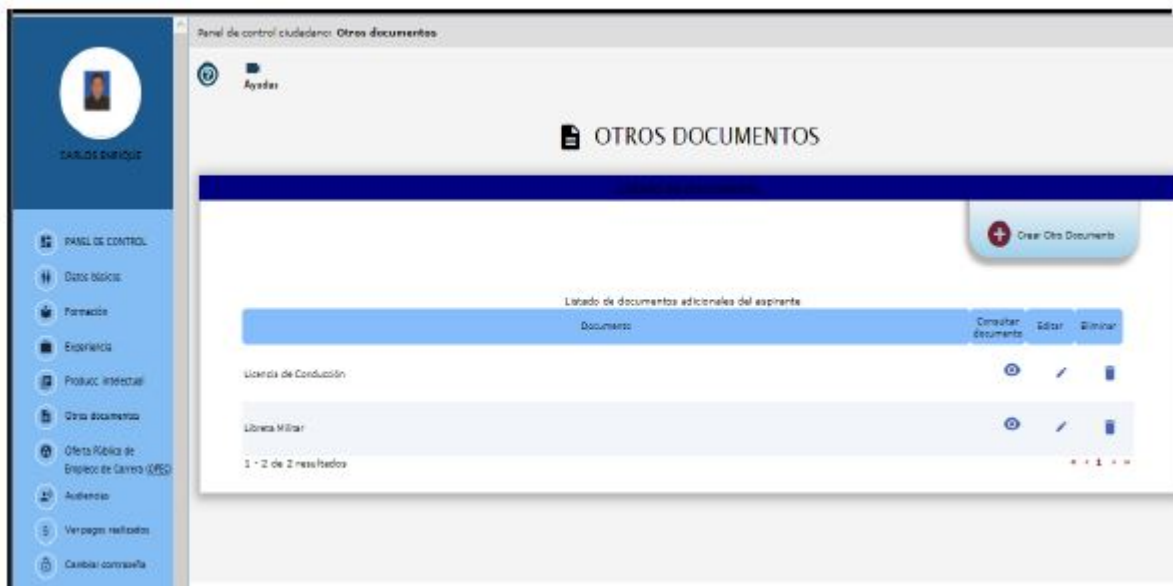 Panel de control ciudadano: Otros documentos
Ayudas
CARLOS ENRIQUE
OTROS DOCUMENTOS
Crear Otro Documento
PANEL DE CONTROL
Datos básicos
Formación
Experiencia
Producc. intelectual
Otros documentos
Oferta Pública de
Empleos de Carrera (OPEC)
Audiencias
Ver pagos realizados
Cambiar contraseña
Listado de documentos adicionales del aspirante
Documento
Consultar
documento
Editar
Eliminar
Licencia de Conducción
Libreta Militar
1 - 2 de 2 resultados
« ‹ 1 › »